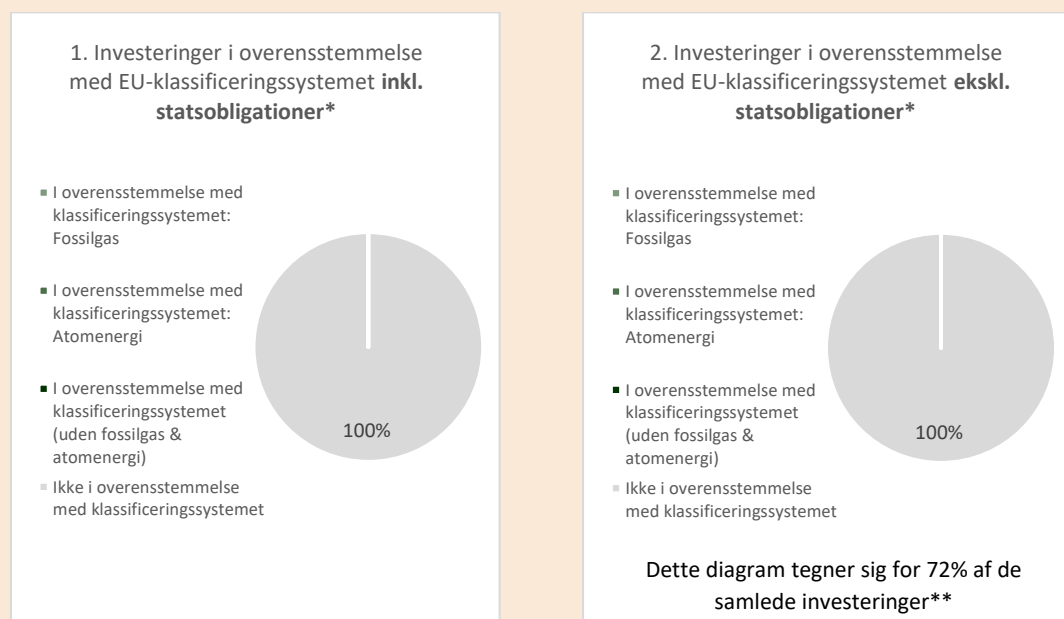 1. Investeringer i overensstemmelse
med EU-klassificeringssystemet inkl.
statsobligationer*
I overensstemmelse med
klassificeringssystemet:
Fossilgas
I overensstemmelse med
klassificeringssystemet:
Atomenergi
I overensstemmelse med
klassificeringssystemet
(uden fossilgas &
atomenergi)
Ikke i overensstemmelse
med klassificeringssystemet
100%
2. Investeringer i overensstemmelse
med EU-klassificeringssystemet ekskl.
statsobligationer*
I overensstemmelse med
klassificeringssystemet:
Fossilgas
I overensstemmelse med
klassificeringssystemet:
Atomenergi
I overensstemmelse med
klassificeringssystemet
(uden fossilgas &
atomenergi)
Ikke i overensstemmelse
med klassificeringssystemet
100%
Dette diagram tegner sig for 72% af de
samlede investeringer**